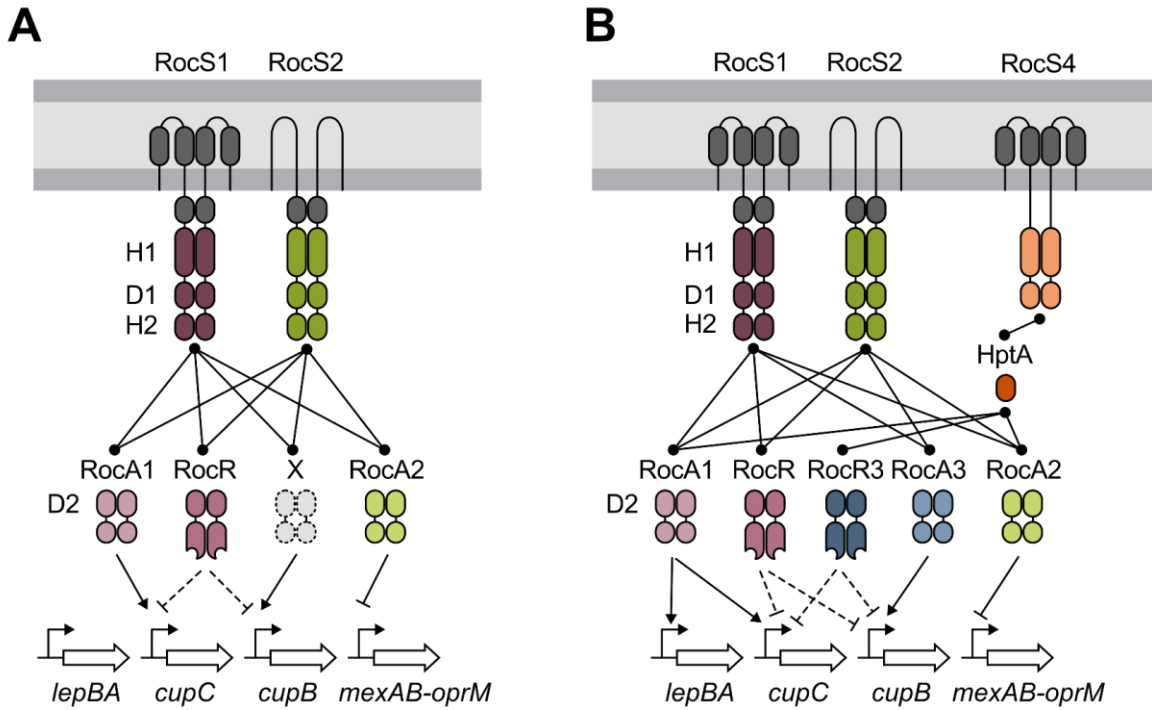 A
RocS1 RocS2
H1
D1
H2
RocA1 RocR X RocA2
D2
lepBA cupC cupB mexAB-oprM
B
RocS1 RocS2 RocS4
H1
D1
H2
HptA
RocA1 RocR RocR3 RocA3 RocA2
D2
lepBA cupC cupB mexAB-oprM